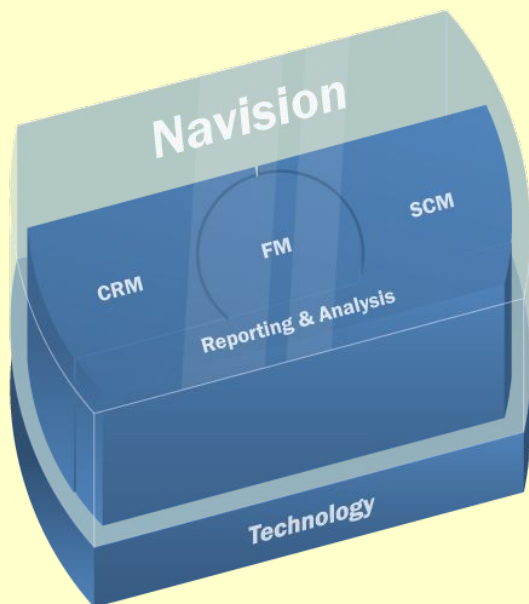 Navision
CRM
FM
SCM
Reporting & Analysis
Technology